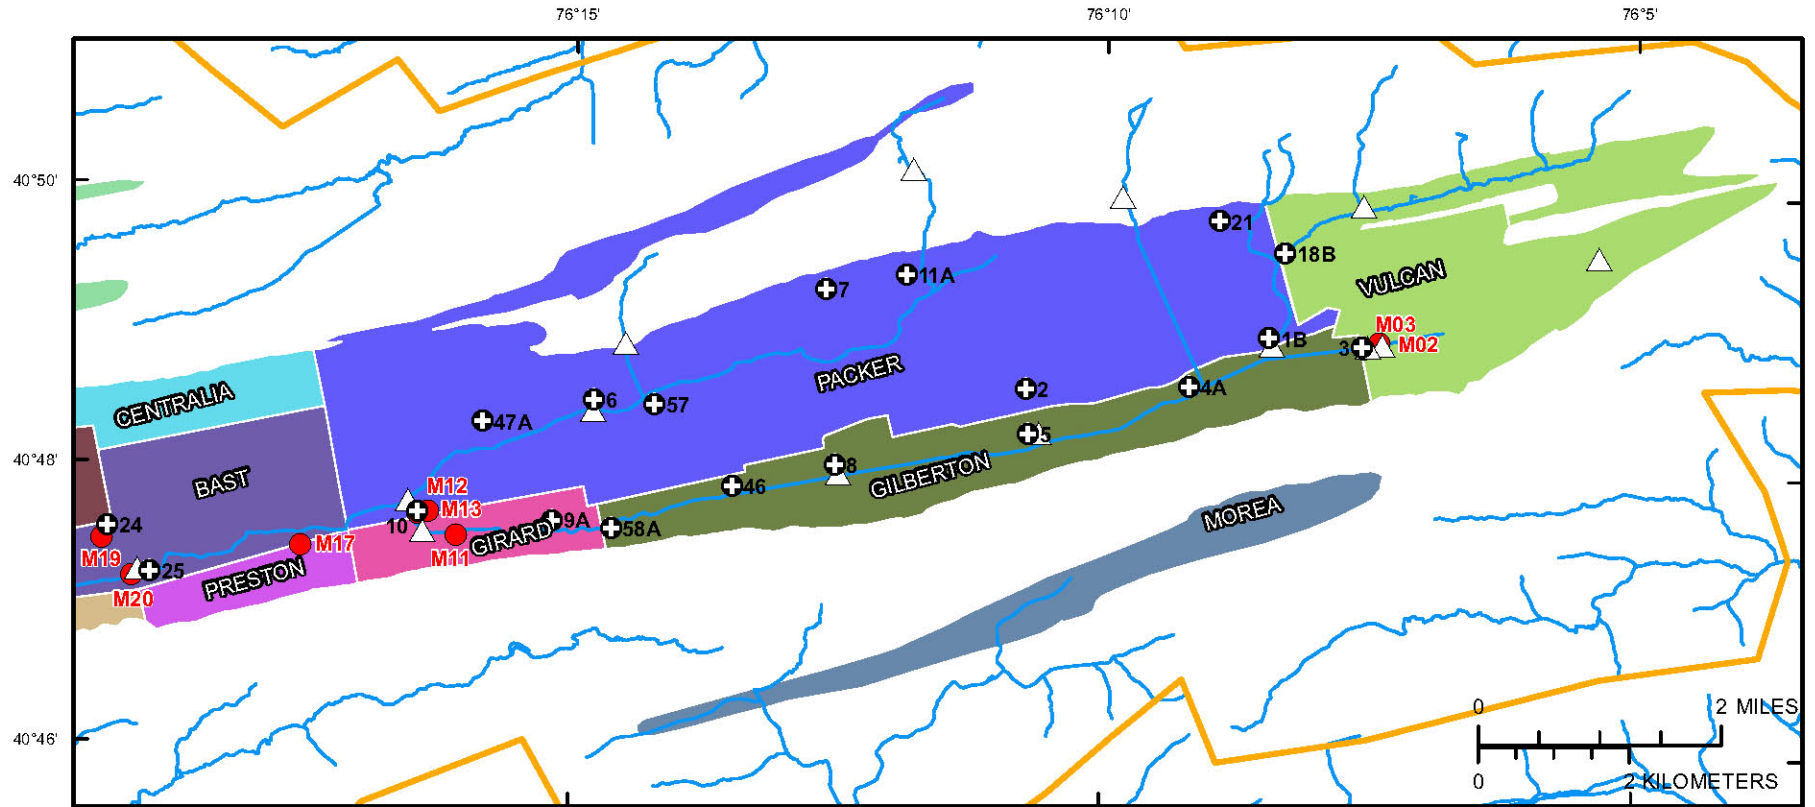 76°15'
76°10'
76°5'
40°50'
21
18B
VULCAN
11A
7
M03
1B
M02
3
PACKER
CENTRALIA
6
57
2
4A
47A
40°48'
5
BAST
8
GILBERTON
46
M12
M13
MOREA
10
24
9A
58A
GIRARD
M11
M17
M19
25
PRESTON
M20
40°46'
0
2 MILES
0
2 KILOMETERS